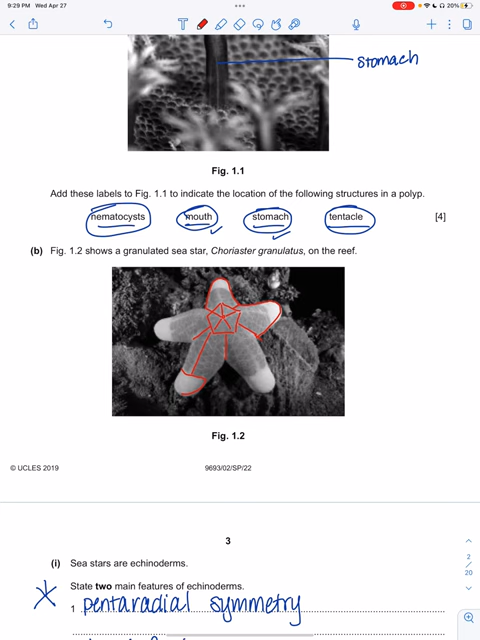 9:29 PM Wed Apr 27
20%
stomach
Fig. 1.1
Add these labels to Fig. 1.1 to indicate the location of the following structures in a polyp.
nematocysts mouth stomach tentacle [4]
(b) Fig. 1.2 shows a granulated sea star, Choriaster granulatus, on the reef.
Fig. 1.2
© UCLES 2019 9693/02/SP/22
3
(i) Sea stars are echinoderms.
State two main features of echinoderms.
1 pentaradial symmetry
2
/
20